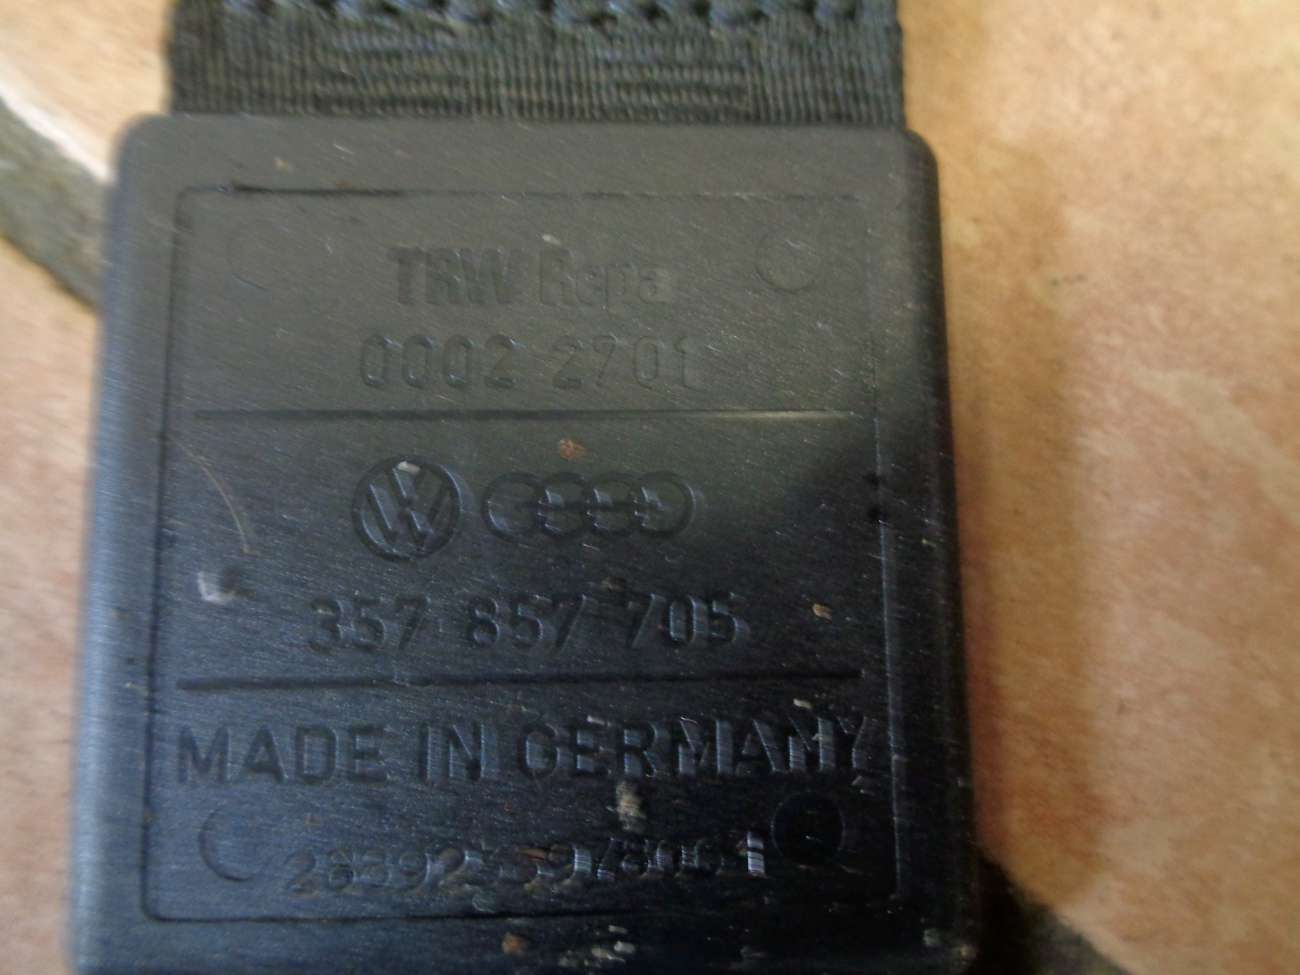 TRW Repa
0002 2701
357 857 705
MADE IN GERMANY